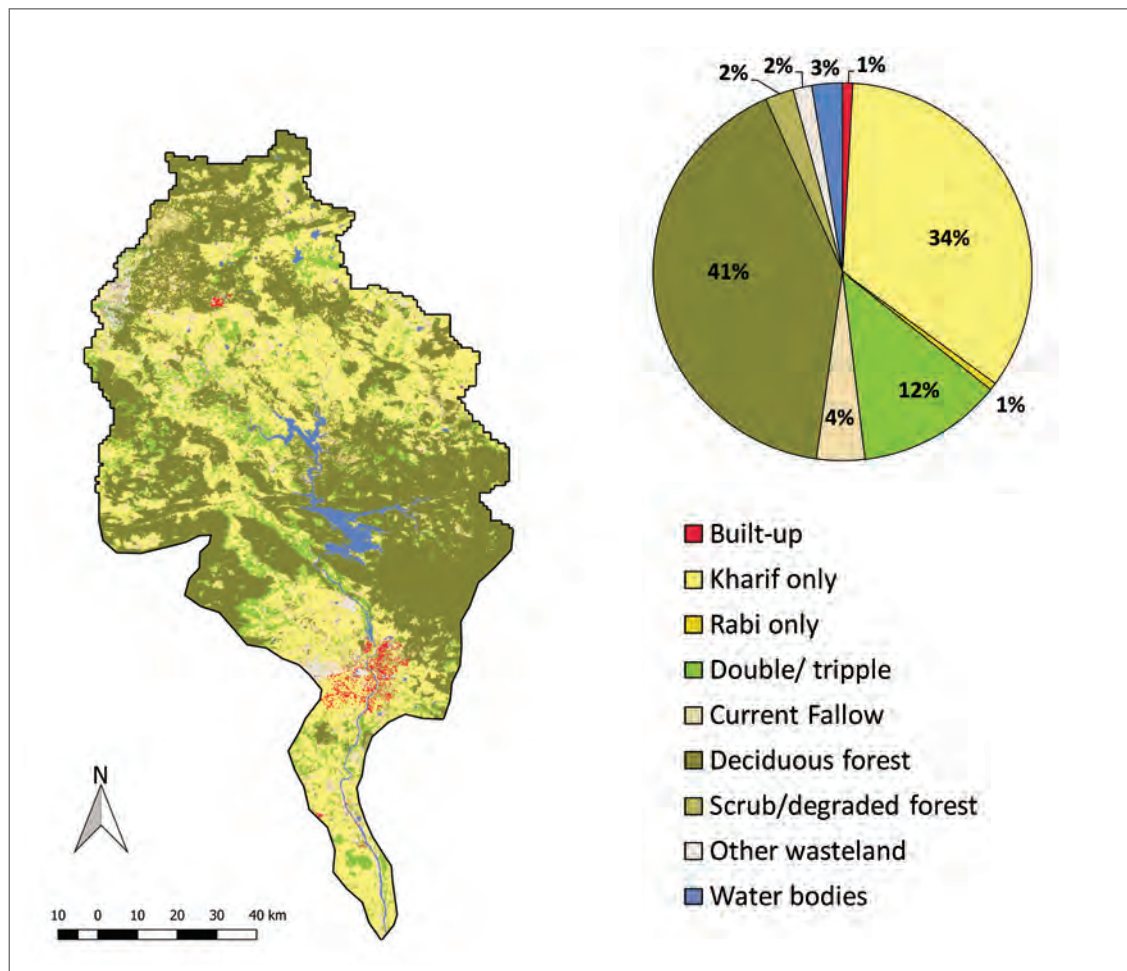 2%
2%
3%
1%
34%
41%
12%
1%
4%
Built-up
Kharif only
Rabi only
Double/ tripple
Current Fallow
Deciduous forest
Scrub/degraded forest
Other wasteland
Water bodies
N
10 0 10 20 30 40 km